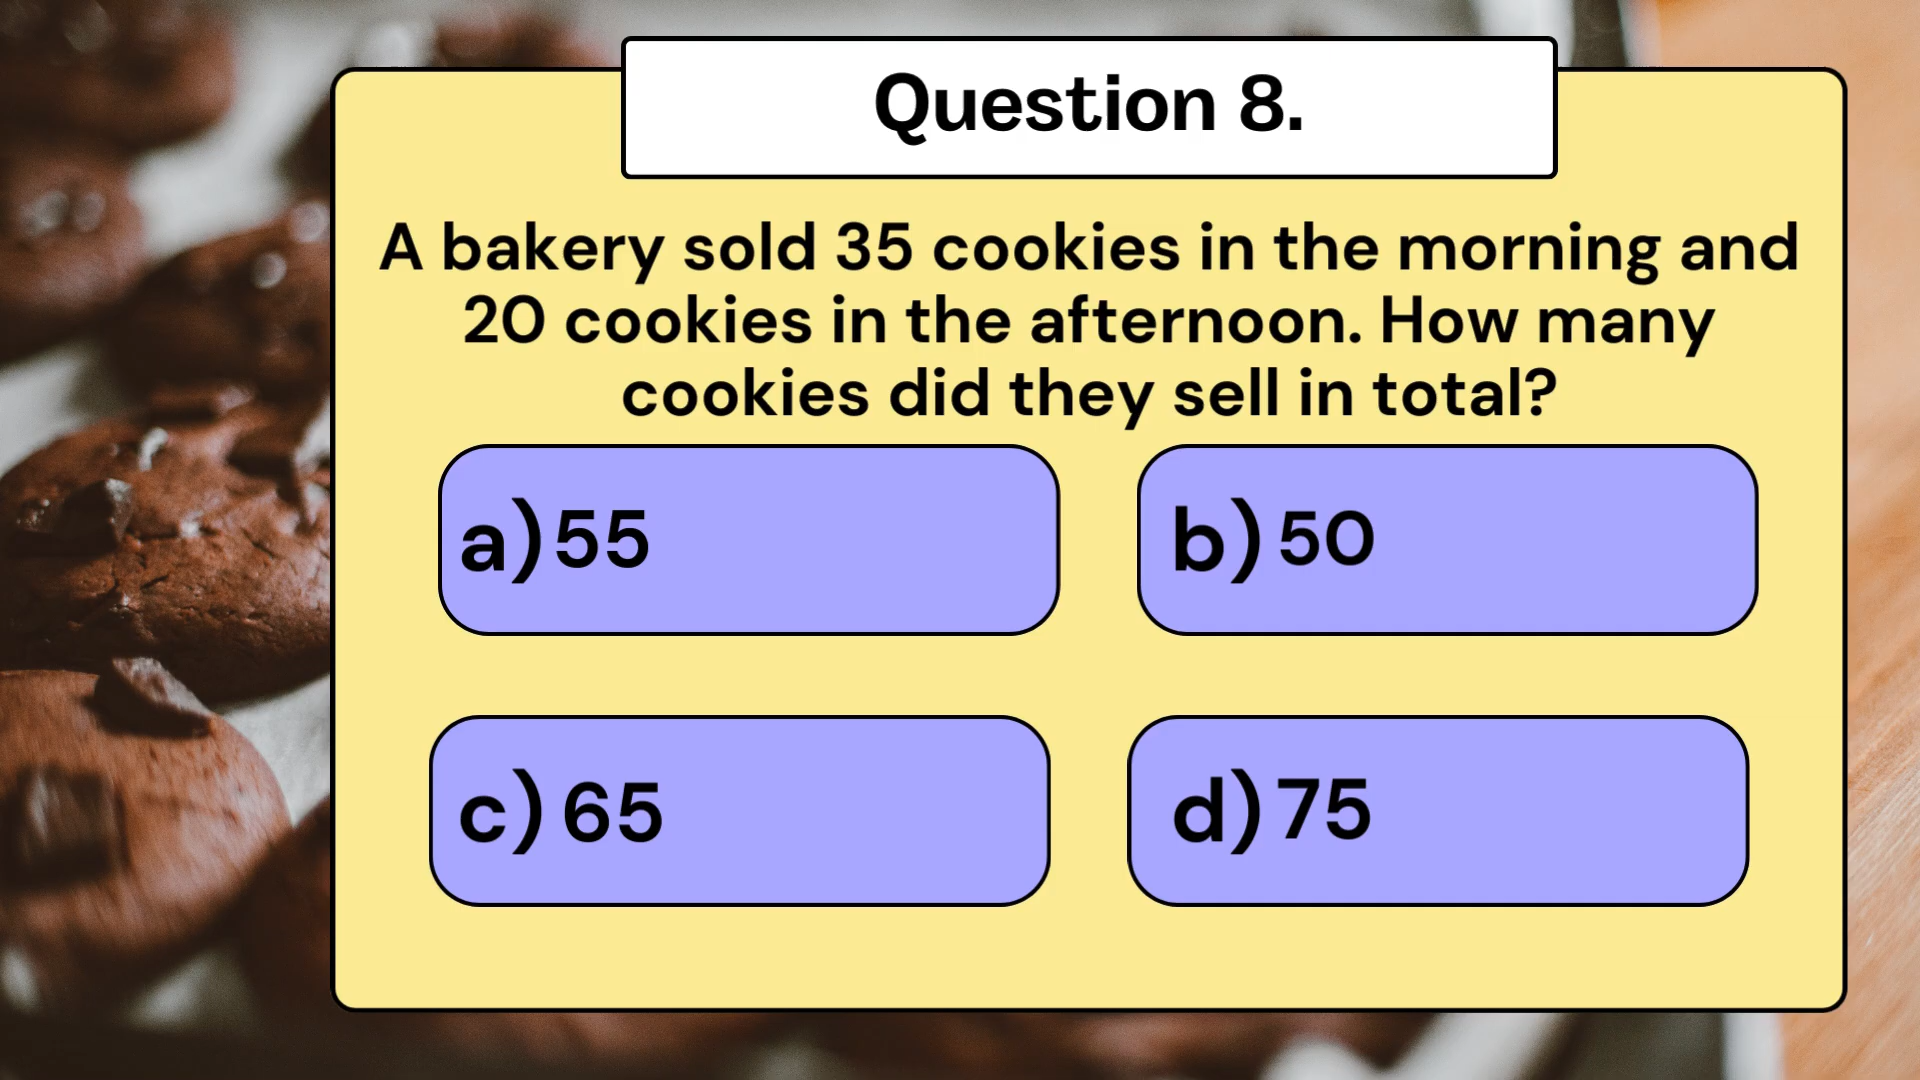 Question 8.
A bakery sold 35 cookies in the morning and
20 cookies in the afternoon. How many
cookies did they sell in total?
a) 55
b) 50
c) 65
d) 75